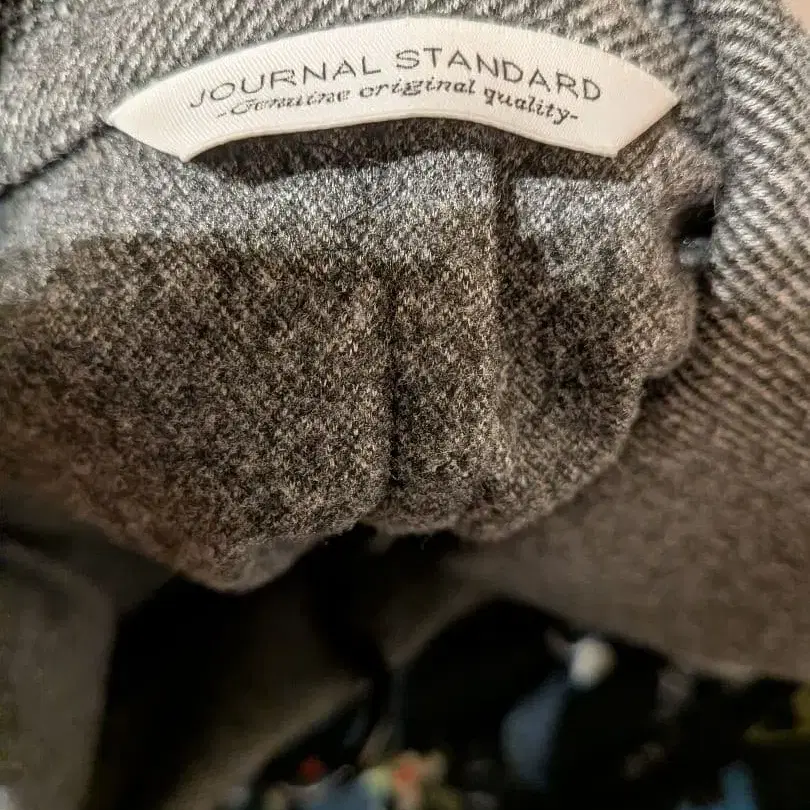 JOURNAL STANDARD
-Genuine original quality-